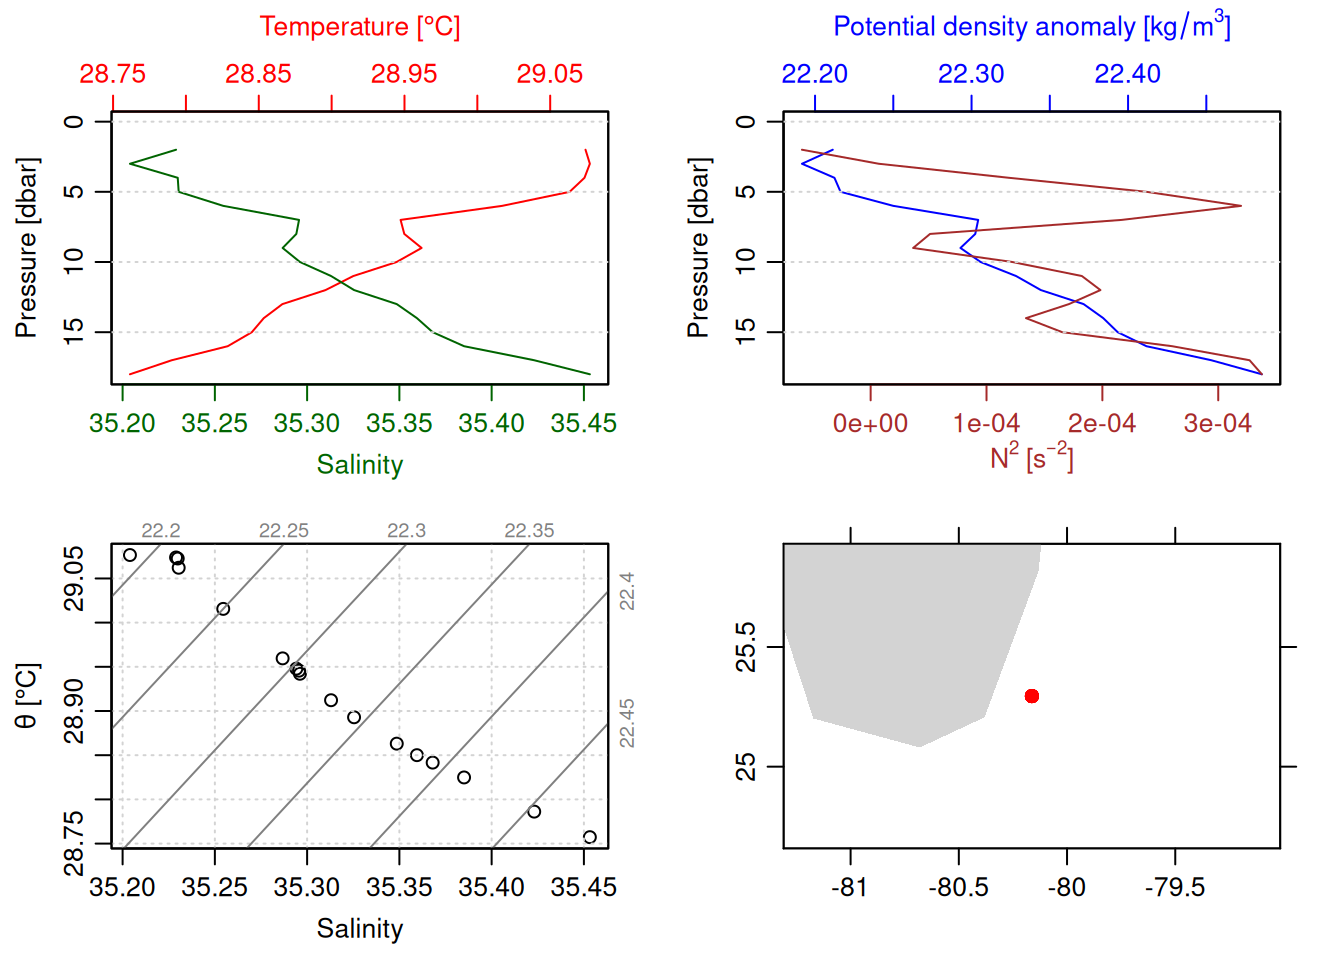 Temperature [°C]
28.75 28.85 28.95 29.05
0
5
10
15
Pressure [dbar]
35.20 35.25 35.30 35.35 35.40 35.45
Salinity
Potential density anomaly [kg/m³]
22.20 22.30 22.40
0
5
10
15
Pressure [dbar]
0e+00 1e-04 2e-04 3e-04
N² [s⁻²]
22.2 22.25 22.3 22.35
22.4
22.45
29.05
28.90
28.75
θ [°C]
35.20 35.25 35.30 35.35 35.40 35.45
Salinity
25.5
25
-81 -80.5 -80 -79.5